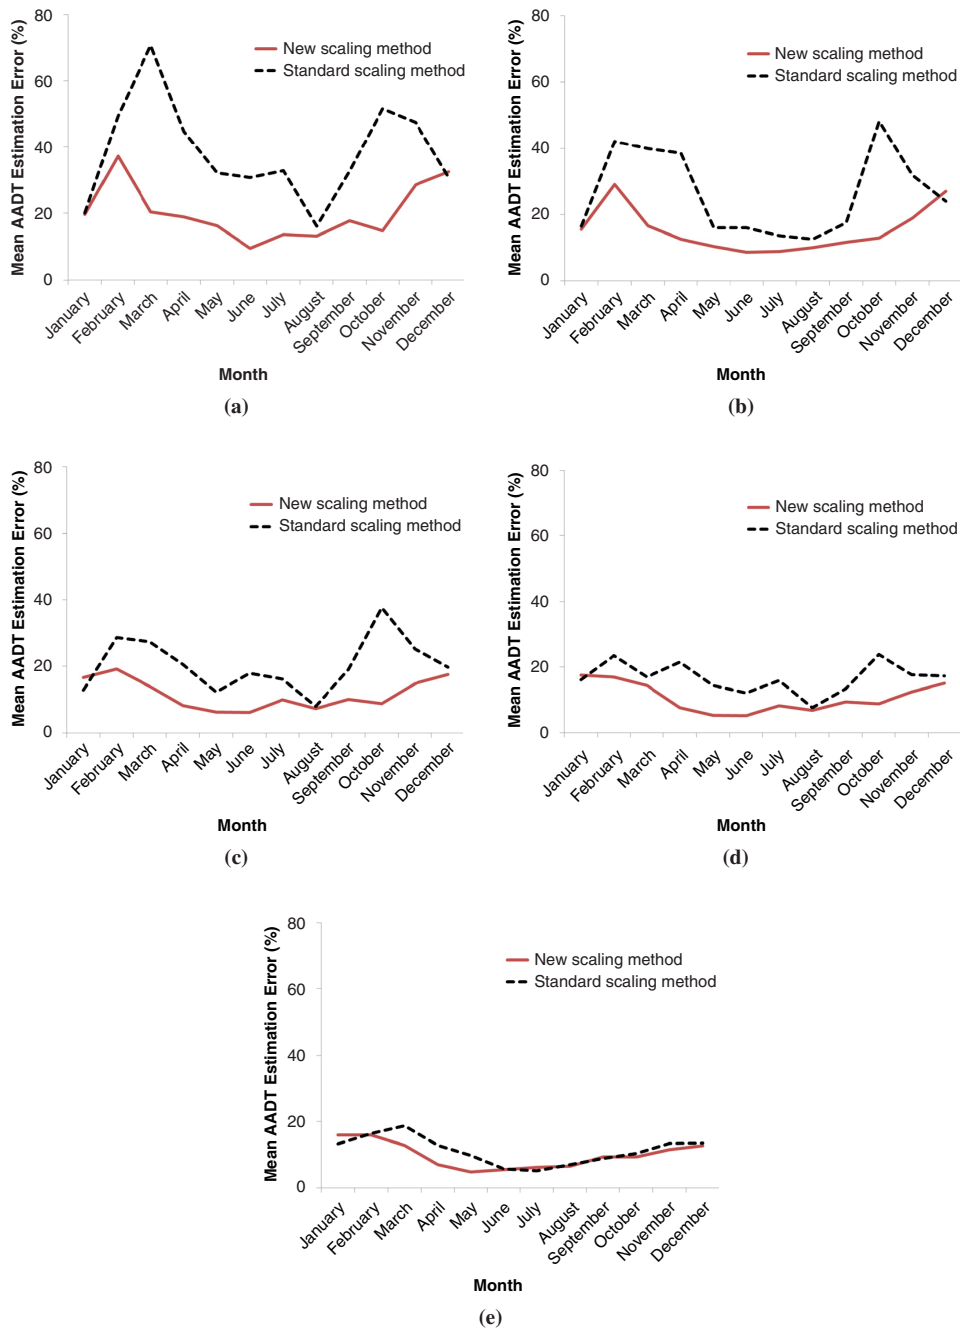 Mean AADT Estimation Error (%)
80
60
40
20
0
New scaling method
Standard scaling method
January
February
March
April
May
June
July
August
September
October
November
December
Month
(a)
Mean AADT Estimation Error (%)
80
60
40
20
0
New scaling method
Standard scaling method
January
February
March
April
May
June
July
August
September
October
November
December
Month
(b)
Mean AADT Estimation Error (%)
80
60
40
20
0
New scaling method
Standard scaling method
January
February
March
April
May
June
July
August
September
October
November
December
Month
(c)
Mean AADT Estimation Error (%)
80
60
40
20
0
New scaling method
Standard scaling method
January
February
March
April
May
June
July
August
September
October
November
December
Month
(d)
Mean AADT Estimation Error (%)
80
60
40
20
0
New scaling method
Standard scaling method
January
February
March
April
May
June
July
August
September
October
November
December
Month
(e)